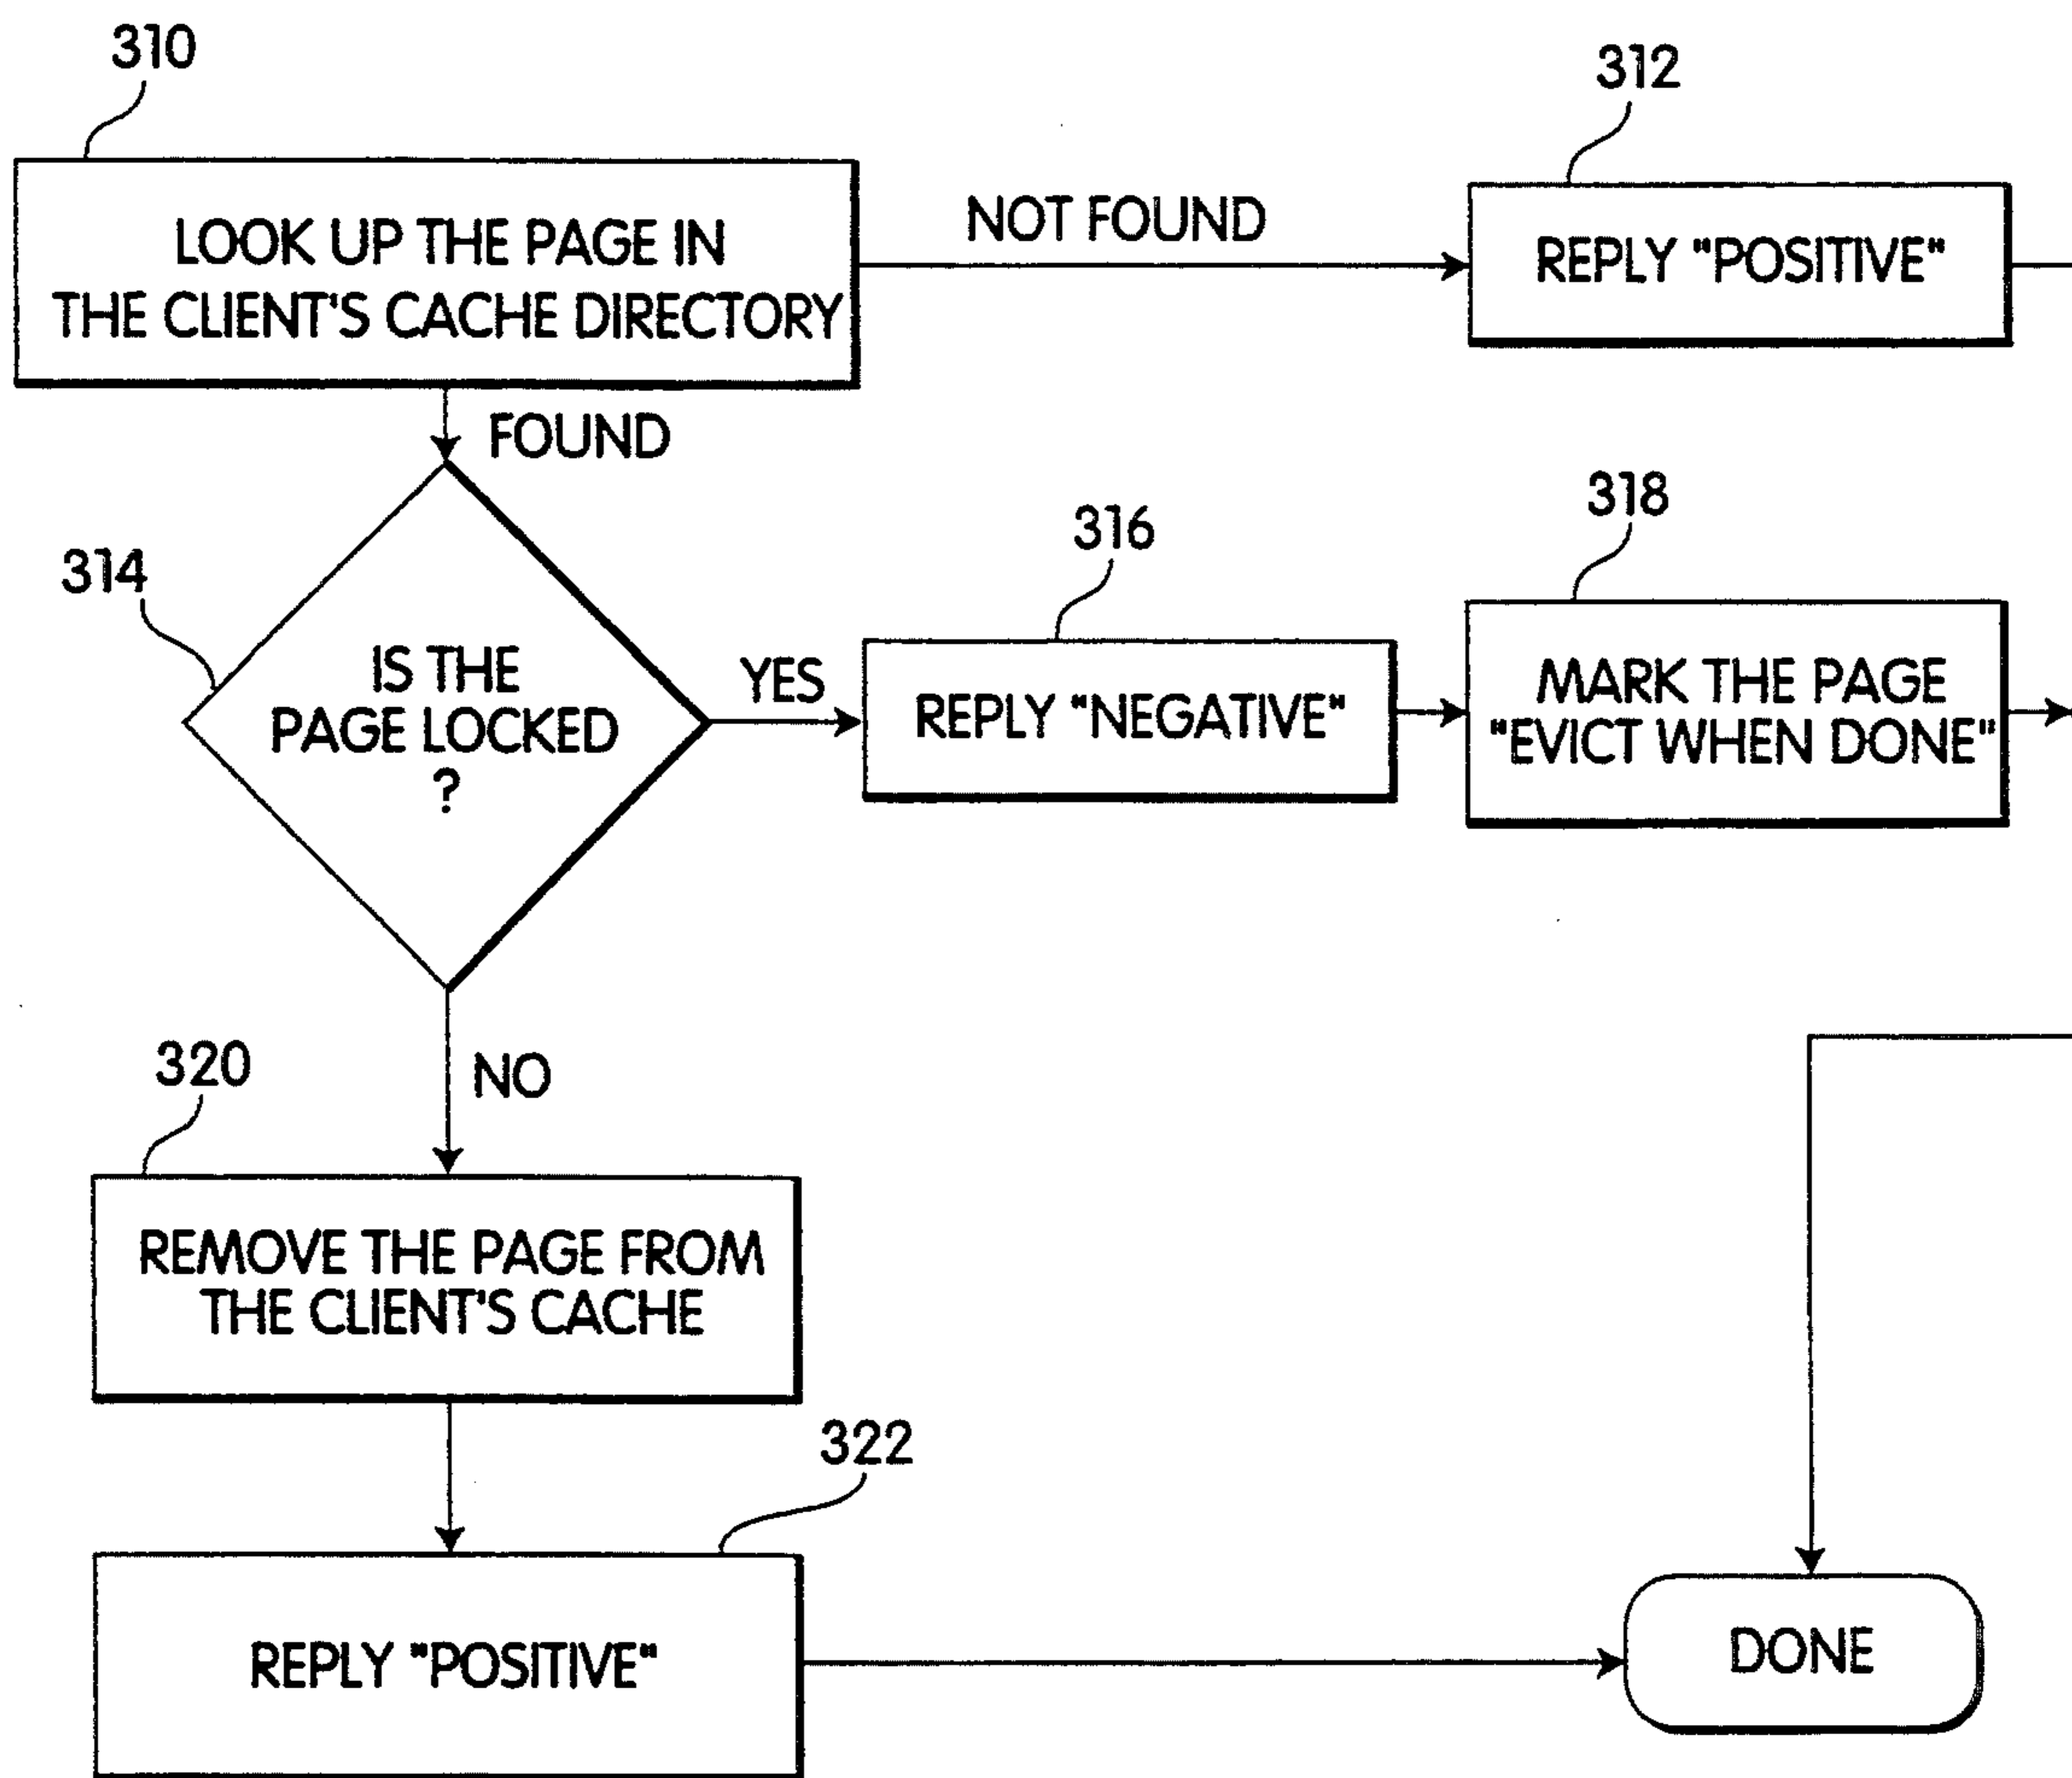 310
312
LOOK UP THE PAGE IN
THE CLIENT'S CACHE DIRECTORY
NOT FOUND
REPLY "POSITIVE"
FOUND
314
IS THE
PAGE LOCKED
?
YES
316
REPLY "NEGATIVE"
318
MARK THE PAGE
"EVICT WHEN DONE"
NO
320
REMOVE THE PAGE FROM
THE CLIENT'S CACHE
322
REPLY "POSITIVE"
DONE